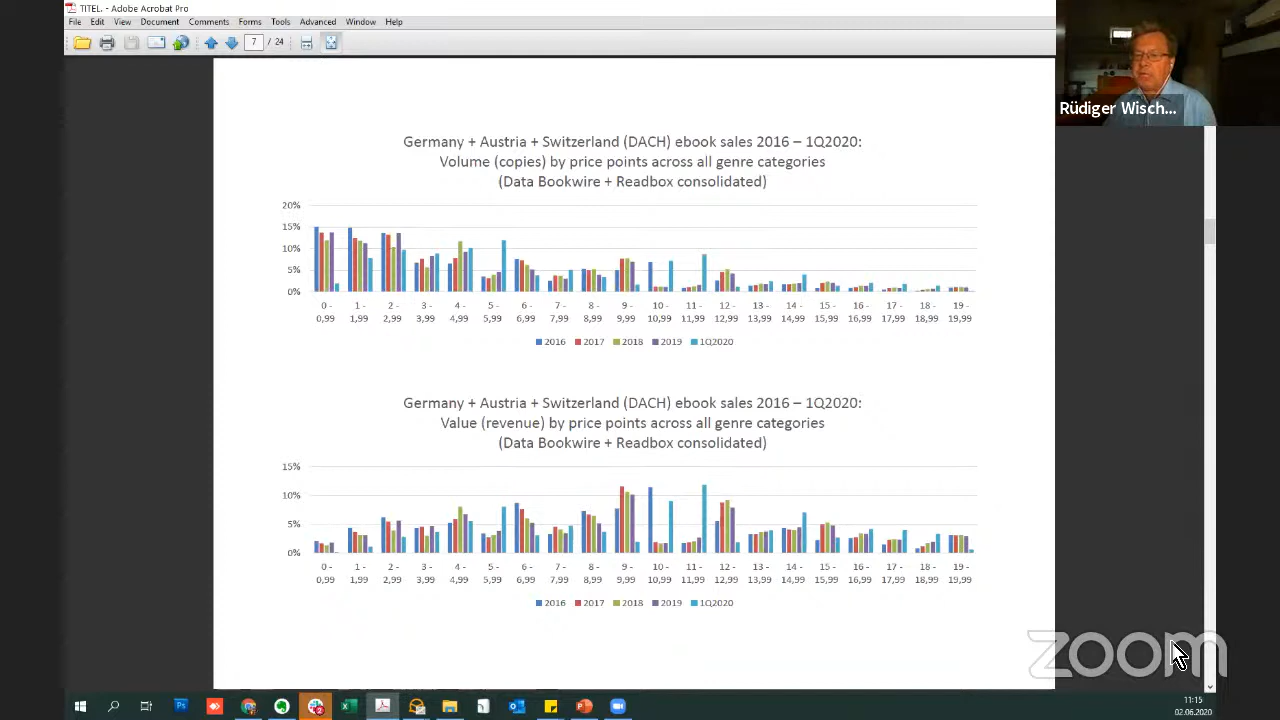 TITEL. - Adobe Acrobat Pro
File Edit View Document Comments Forms Tools Advanced Window Help
7 / 24
Rüdiger Wisch...
Germany + Austria + Switzerland (DACH) ebook sales 2016 – 1Q2020:
Volume (copies) by price points across all genre categories
(Data Bookwire + Readbox consolidated)
20%
15%
10%
5%
0%
0 - 1 - 2 - 3 - 4 - 5 - 6 - 7 - 8 - 9 - 10 - 11 - 12 - 13 - 14 - 15 - 16 - 17 - 18 - 19 -
0,99 1,99 2,99 3,99 4,99 5,99 6,99 7,99 8,99 9,99 10,99 11,99 12,99 13,99 14,99 15,99 16,99 17,99 18,99 19,99
2016 2017 2018 2019 1Q2020
Germany + Austria + Switzerland (DACH) ebook sales 2016 – 1Q2020:
Value (revenue) by price points across all genre categories
(Data Bookwire + Readbox consolidated)
15%
10%
5%
0%
0 - 1 - 2 - 3 - 4 - 5 - 6 - 7 - 8 - 9 - 10 - 11 - 12 - 13 - 14 - 15 - 16 - 17 - 18 - 19 -
0,99 1,99 2,99 3,99 4,99 5,99 6,99 7,99 8,99 9,99 10,99 11,99 12,99 13,99 14,99 15,99 16,99 17,99 18,99 19,99
2016 2017 2018 2019 1Q2020
zoom
11:15
02.06.2020